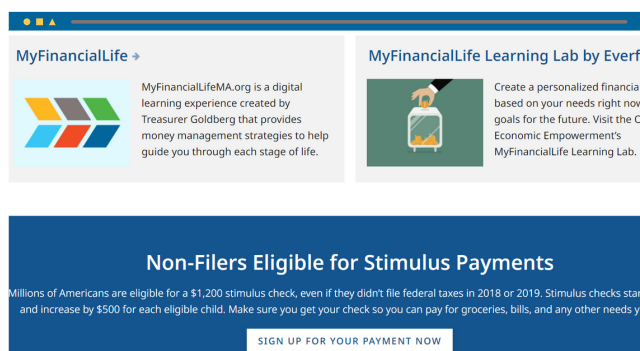 MyFinancialLife
MyFinancialLifeMA.org is a digital
learning experience created by
Treasurer Goldberg that provides
money management strategies to help
guide you through each stage of life.
MyFinancialLife Learning Lab by
Create a personalized
based on your needs right
goals for the future. Visit the
Economic Empowerment's
MyFinancialLife Learning Lab.
Non-Filers Eligible for Stimulus Payments
Millions of Americans are eligible for a $1,200 stimulus check, even if they didn't file federal taxes in 2018 or 2019. Stimulus checks
and increase by $500 for each eligible child. Make sure you get your check so you can pay for groceries, bills, and any other needs
SIGN UP FOR YOUR PAYMENT NOW